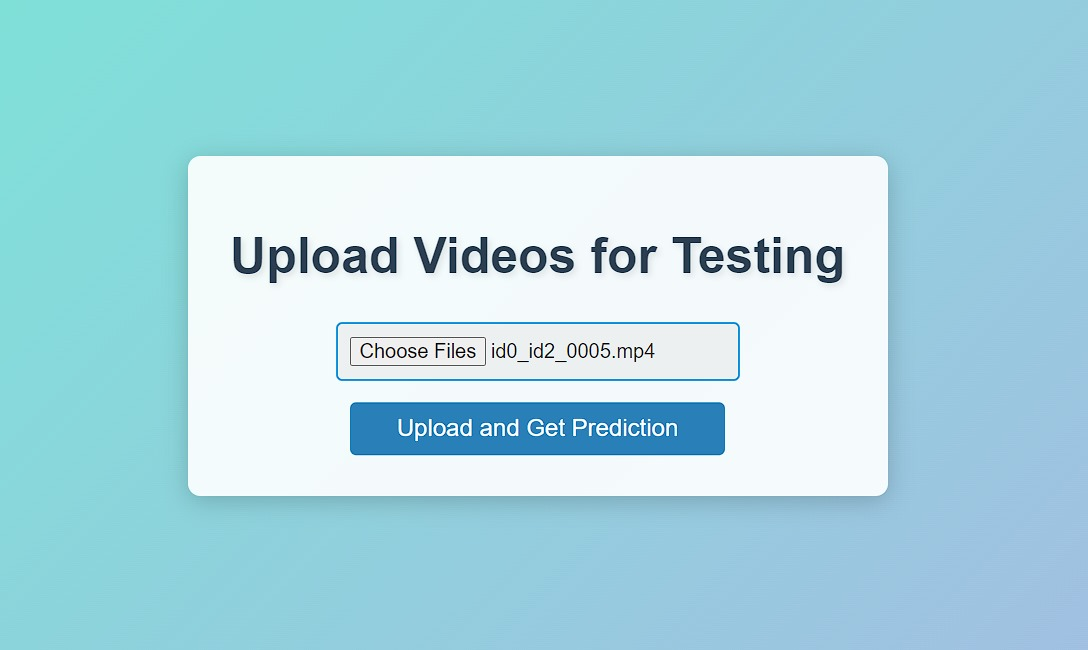 Upload Videos for Testing
Choose Files id0_id2_0005.mp4
Upload and Get Prediction